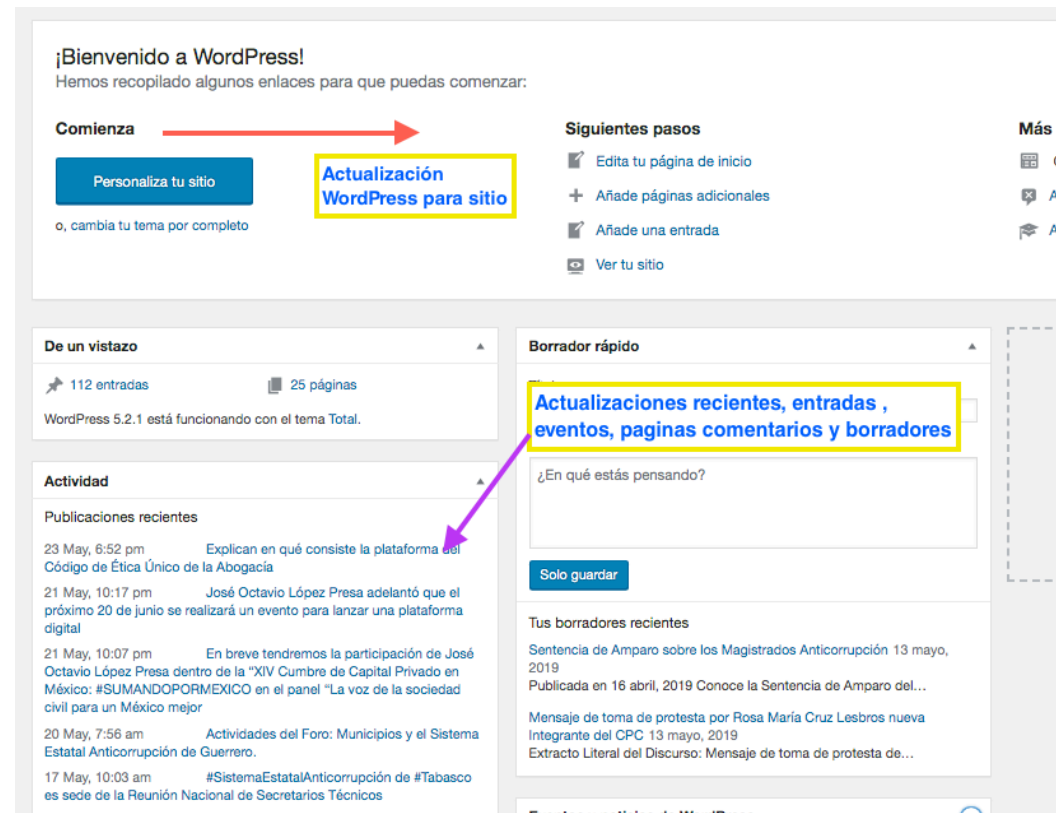 ¡Bienvenido a WordPress!
Hemos recopilado algunos enlaces para que puedas comenzar:
Comienza
Personaliza tu sitio
o, cambia tu tema por completo
Actualización
WordPress para sitio
Siguientes pasos
Edita tu página de inicio
Añade páginas adicionales
Añade una entrada
Ver tu sitio
Más
De un vistazo
112 entradas
25 páginas
WordPress 5.2.1 está funcionando con el tema Total.
Actividad
Publicaciones recientes
23 May, 6:52 pm Explican en qué consiste la plataforma del
Código de Ética Único de la Abogacía
21 May, 10:17 pm José Octavio López Presa adelantó que el
próximo 20 de junio se realizará un evento para lanzar una plataforma
digital
21 May, 10:07 pm En breve tendremos la participación de José
Octavio López Presa dentro de la “XIV Cumbre de Capital Privado en
México: #SUMANDOPORMEXICO en el panel “La voz de la sociedad
civil para un México mejor
20 May, 7:56 am Actividades del Foro: Municipios y el Sistema
Estatal Anticorrupción de Guerrero.
17 May, 10:03 am #SistemaEstatalAnticorrupción de #Tabasco
es sede de la Reunión Nacional de Secretarios Técnicos
Borrador rápido
Actualizaciones recientes, entradas ,
eventos, paginas comentarios y borradores
¿En qué estás pensando?
Solo guardar
Tus borradores recientes
Sentencia de Amparo sobre los Magistrados Anticorrupción 13 mayo,
2019
Publicada en 16 abril, 2019 Conoce la Sentencia de Amparo del…
Mensaje de toma de protesta por Rosa María Cruz Lesbros nueva
Integrante del CPC 13 mayo, 2019
Extracto Literal del Discurso: Mensaje de toma de protesta de…